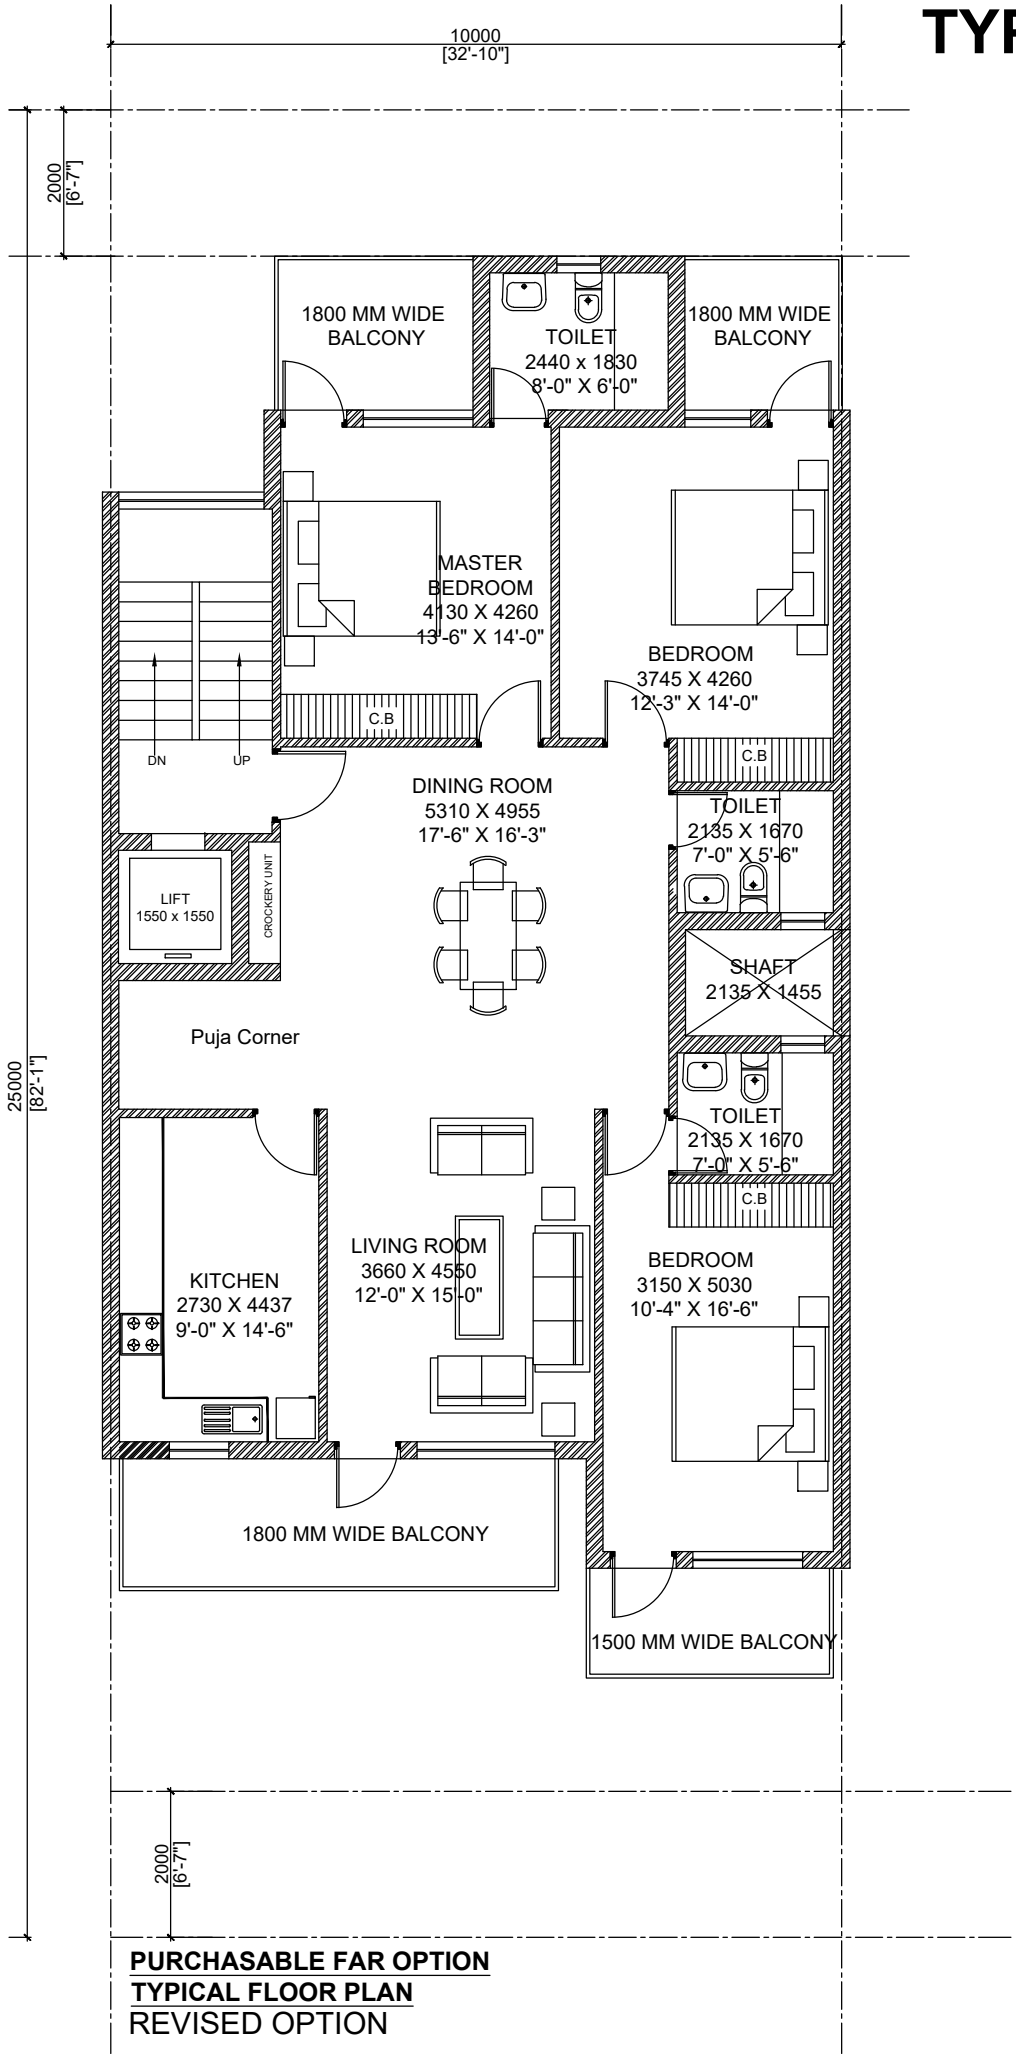 TYP
10000
[32'-10"]
2000
[6'-7"]
1800 MM WIDE
BALCONY
TOILET
2440 x 1830
8'-0" X 6'-0"
1800 MM WIDE
BALCONY
MASTER
BEDROOM
4130 X 4260
13'-6" X 14'-0"
BEDROOM
3745 X 4260
12'-3" X 14'-0"
C.B
C.B
DN
UP
DINING ROOM
5310 X 4955
17'-6" X 16'-3"
TOILET
2135 X 1670
7'-0" X 5'-6"
LIFT
1550 x 1550
CROCKERY UNIT
SHAFT
2135 X 1455
Puja Corner
25000
[82'-1"]
TOILET
2135 X 1670
7'-0" X 5'-6"
C.B
LIVING ROOM
3660 X 4550
12'-0" X 15'-0"
BEDROOM
3150 X 5030
10'-4" X 16'-6"
KITCHEN
2730 X 4437
9'-0" X 14'-6"
1800 MM WIDE BALCONY
1500 MM WIDE BALCONY
2000
[6'-7"]
PURCHASABLE FAR OPTION
TYPICAL FLOOR PLAN
REVISED OPTION